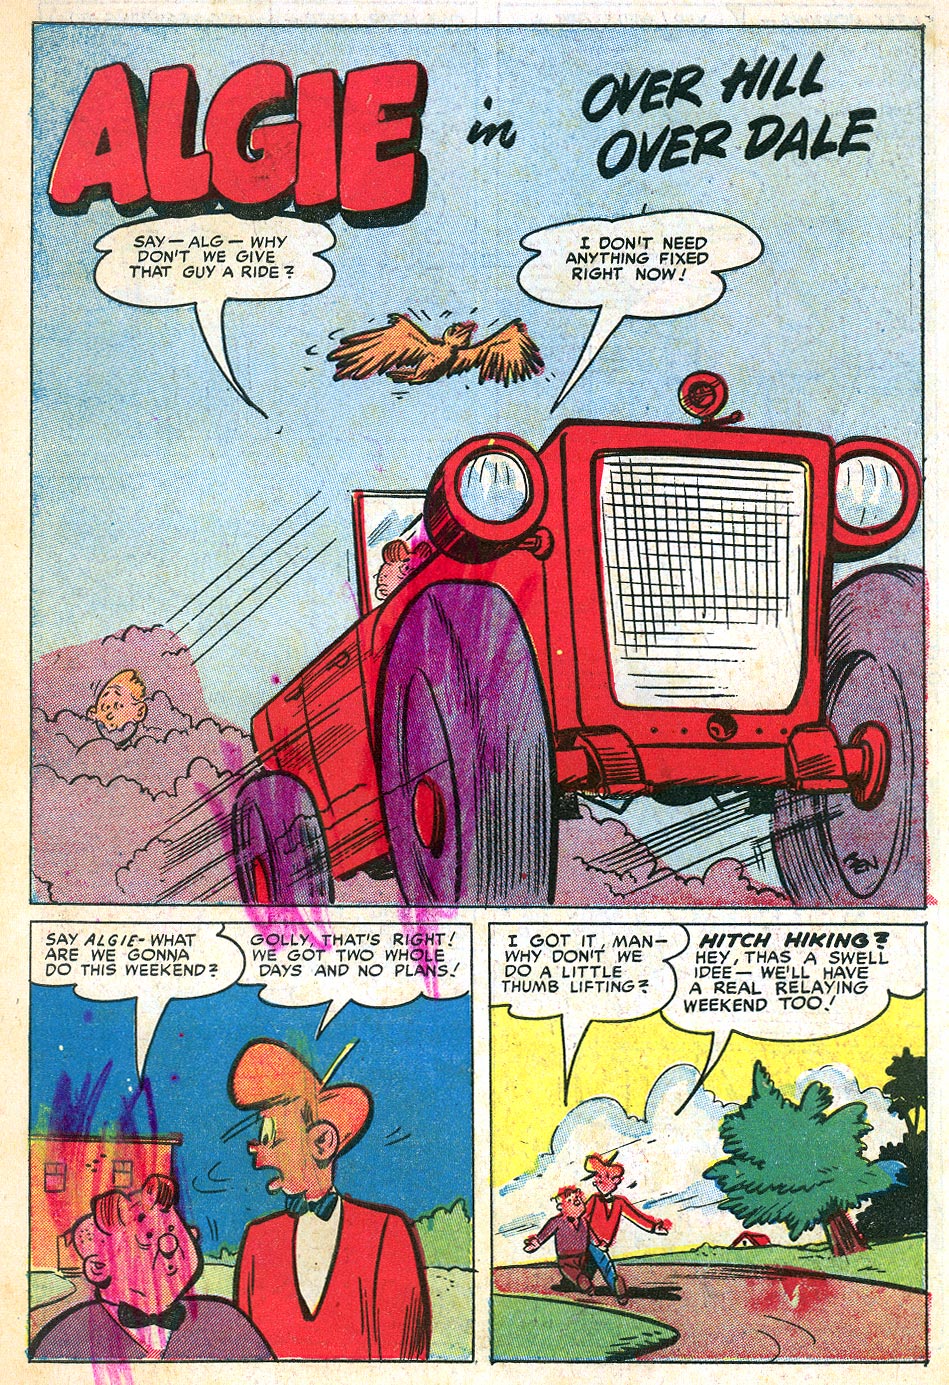 ALGIE
in
OVER HILL
OVER DALE
SAY — ALG — WHY
DON'T WE GIVE
THAT GUY A RIDE?
I DON'T NEED
ANYTHING FIXED
RIGHT NOW!
BEN
SAY ALGIE - WHAT
ARE WE GONNA
DO THIS WEEKEND?
GOLLY, THAT'S RIGHT!
WE GOT TWO WHOLE
DAYS AND NO PLANS!
I GOT IT, MAN—
WHY DON'T WE
DO A LITTLE
THUMB LIFTING?
HITCH HIKING?
HEY, THAS A SWELL
IDEE — WE'LL HAVE
A REAL RELAYING
WEEKEND TOO!